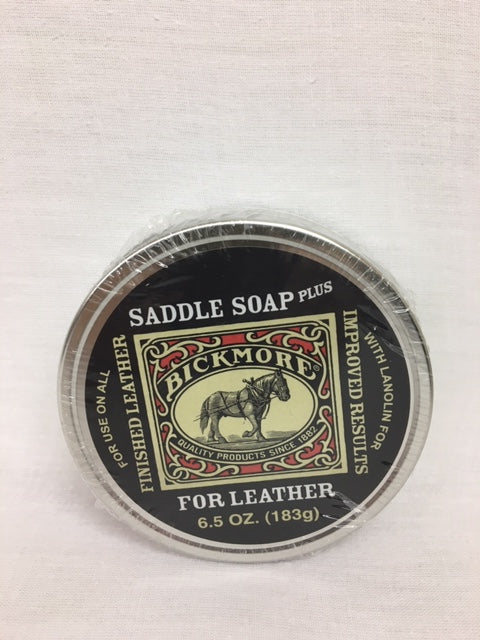 SADDLE SOAP PLUS
FOR USE ON ALL
FINISHED LEATHER
BICKMORE®
QUALITY PRODUCTS SINCE 1882
- WITH LANOLIN FOR
IMPROVED RESULTS
FOR LEATHER
6.5 OZ. (183g)